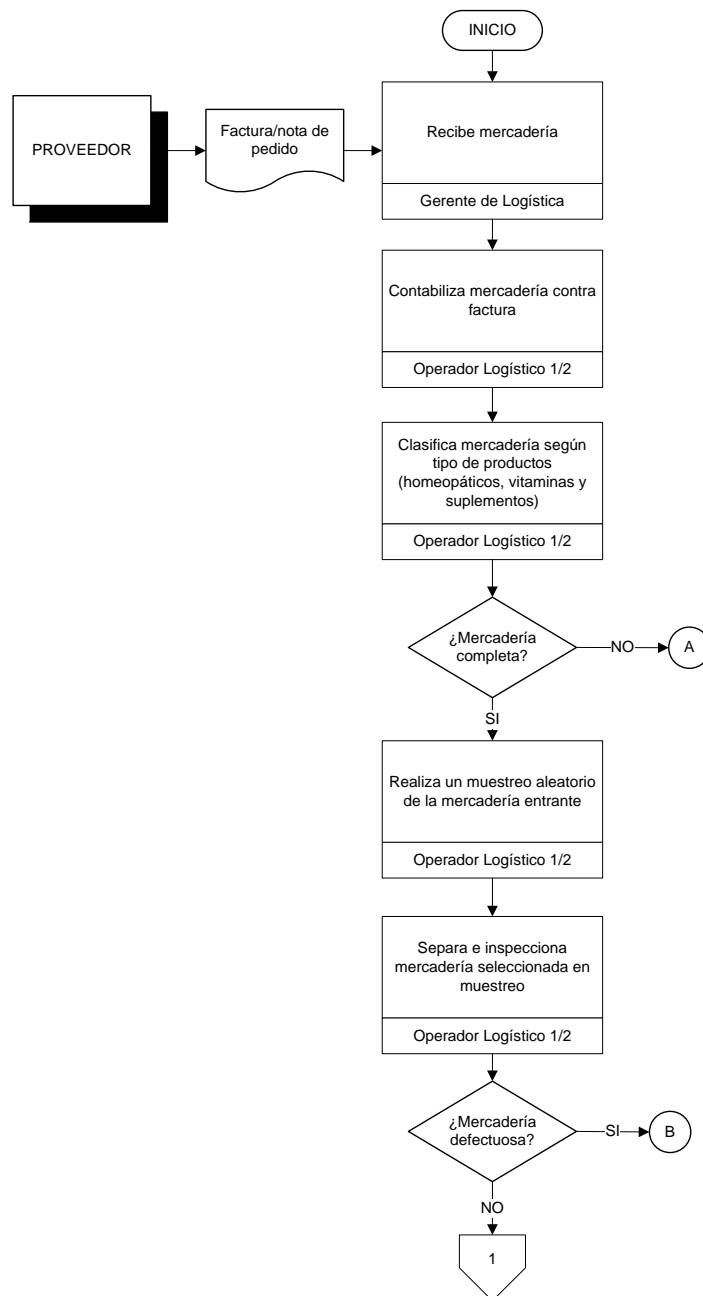 INICIO
PROVEEDOR
Factura/nota de
pedido
Recibe mercadería
Gerente de Logística
Contabiliza mercadería contra
factura
Operador Logístico 1/2
Clasifica mercadería según
tipo de productos
(homeopáticos, vitaminas y
suplementos)
Operador Logístico 1/2
¿Mercadería
completa?
NO
A
SI
Realiza un muestreo aleatorio
de la mercadería entrante
Operador Logístico 1/2
Separa e inspecciona
mercadería seleccionada en
muestreo
Operador Logístico 1/2
¿Mercadería
defectuosa?
SI
B
NO
1